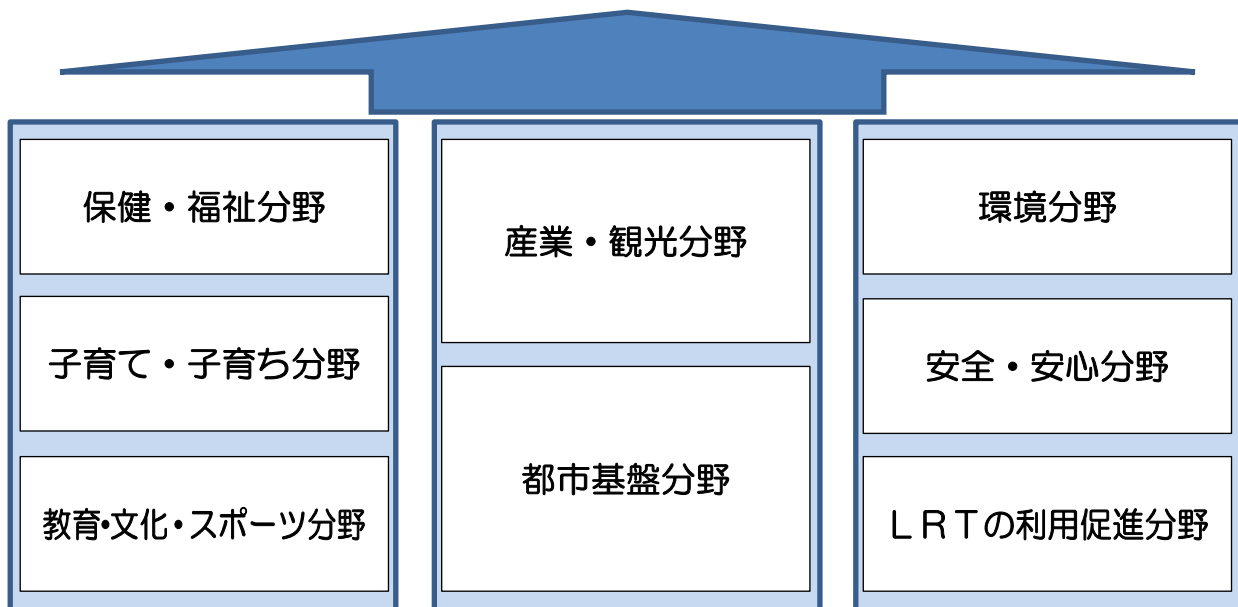 保健・福祉分野
子育て・子育ち分野
教育・文化・スポーツ分野
産業・観光分野
都市基盤分野
環境分野
安全・安心分野
ＬＲＴの利用促進分野